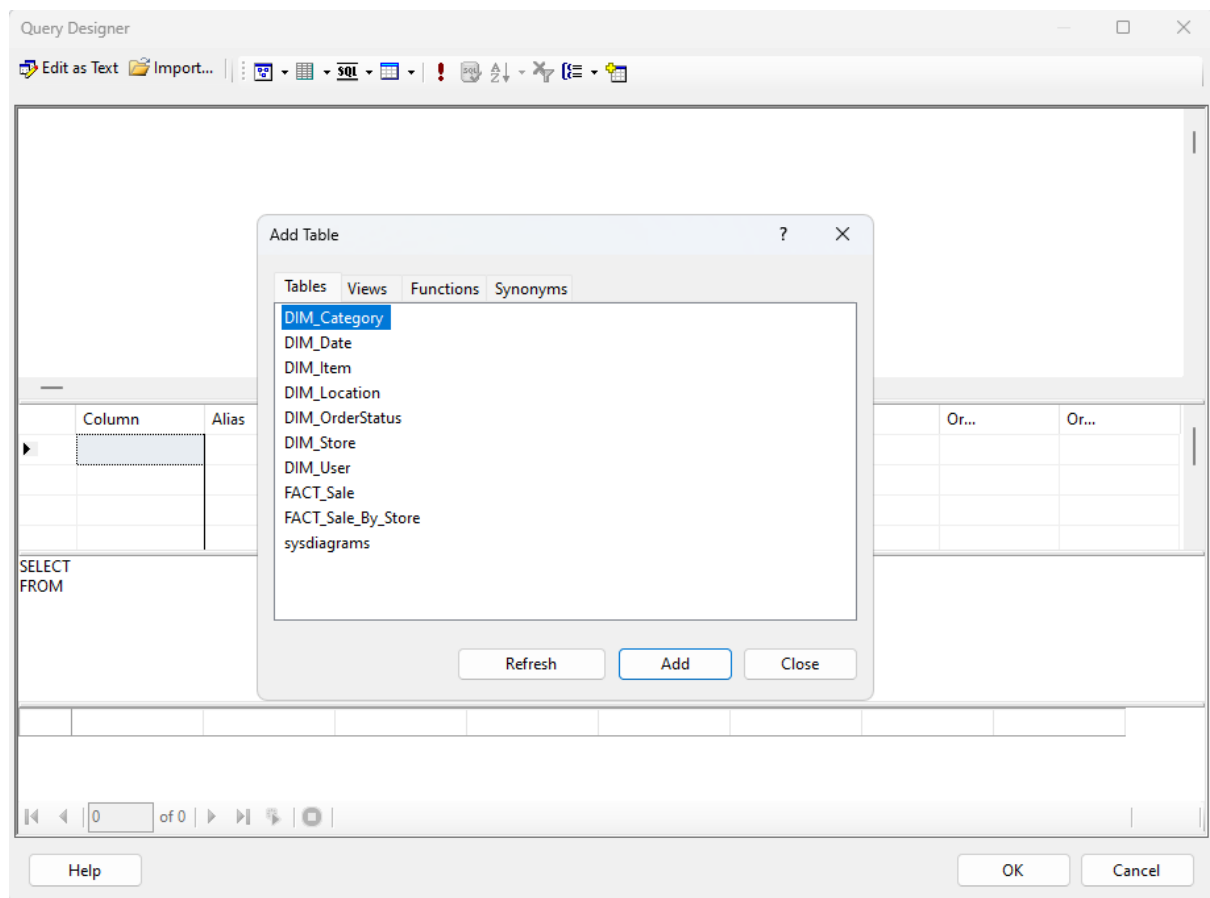 Query Designer
Edit as Text Import... SQL
Add Table ?
Tables Views Functions Synonyms
DIM_Category
DIM_Date
DIM_Item
DIM_Location
DIM_OrderStatus
DIM_Store
DIM_User
FACT_Sale
FACT_Sale_By_Store
sysdiagrams
Refresh Add Close
Column Alias Or... Or...
SELECT
FROM
0 of 0
Help OK Cancel